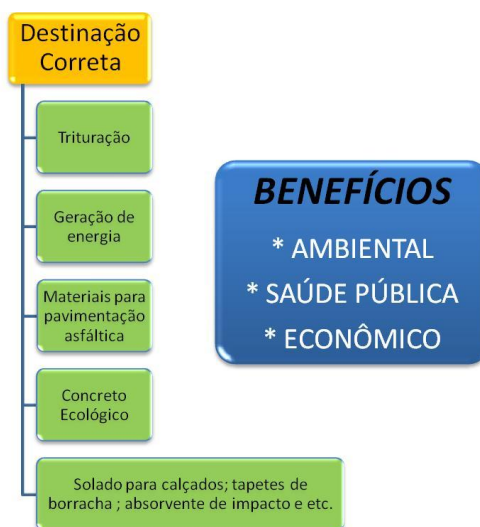 Destinação
Correta
Trituração
Geração de
energia
Materiais para
pavimentação
asfáltica
Concreto
Ecológico
Solado para calçados; tapetes de
borracha ; absorvente de impacto e etc.
BENEFÍCIOS
* AMBIENTAL
* SAÚDE PÚBLICA
* ECONÔMICO